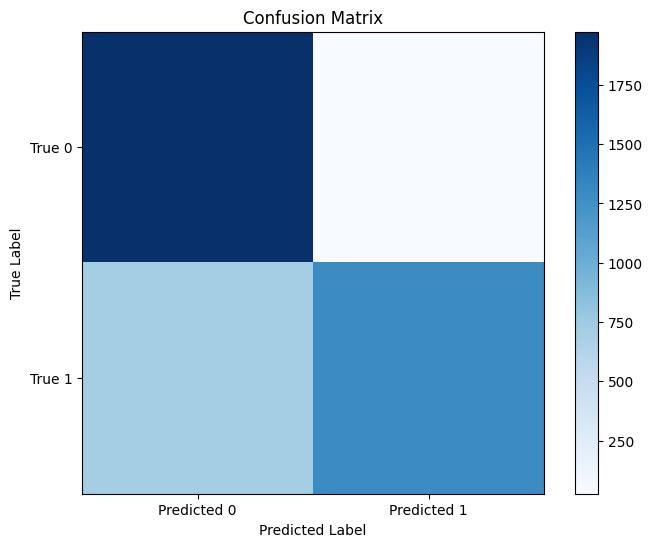 Confusion Matrix
True 0
True 1
True Label
Predicted 0
Predicted 1
Predicted Label
1750
1500
1250
1000
750
500
250